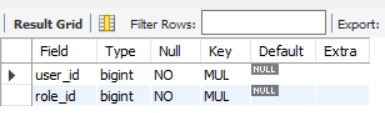 Result Grid Filter Rows: Export:
Field Type Null Key Default Extra
user_id bigint NO MUL NULL
role_id bigint NO MUL NULL